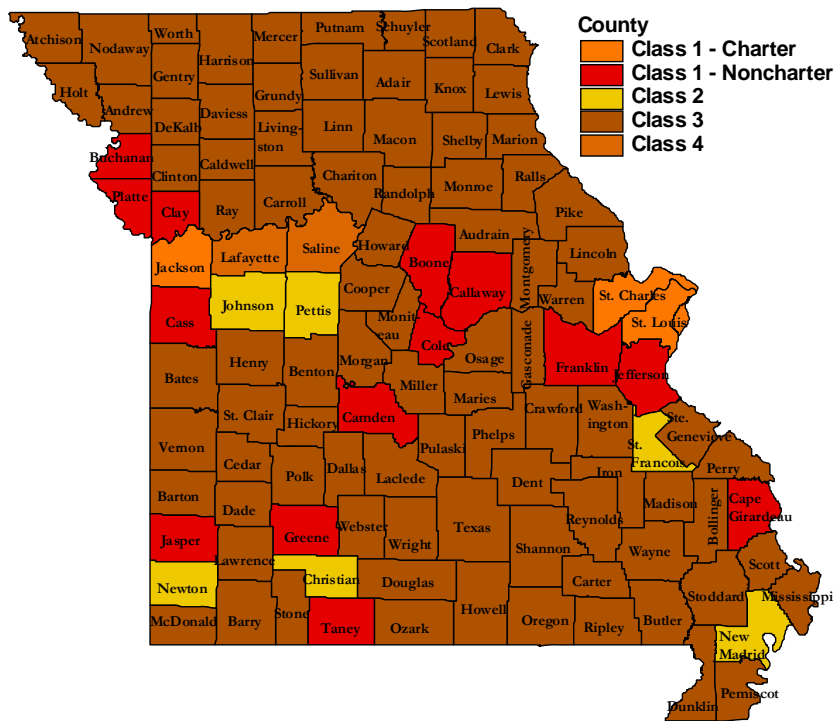 County
Class 1 - Charter
Class 1 - Noncharter
Class 2
Class 3
Class 4
Atchison
Nodaway
Worth
Harrison
Mercer
Putnam
Schuyler
Scotland
Clark
Holt
Andrew
Gentry
DeKalb
Daviess
Grundy
Sullivan
Adair
Knox
Lewis
Living-
ston
Linn
Macon
Shelby
Marion
Buchanan
Clinton
Caldwell
Chariton
Randolph
Monroe
Ralls
Platte
Clay
Ray
Carroll
Pike
Jackson
Lafayette
Saline
Howard
Boone
Audrain
Callaway
Montgomery
Lincoln
Warren
St. Charles
St. Louis
Cass
Johnson
Pettis
Cooper
Monit-
eau
Cole
Osage
Gasconade
Franklin
Jefferson
Bates
Henry
Benton
Morgan
Miller
Maries
Crawford
Wash-
ington
St.
Francois
Ste.
Genevieve
St. Clair
Hickory
Camden
Pulaski
Phelps
Perry
Vernon
Cedar
Polk
Dallas
Laclede
Dent
Iron
Madison
Bollinger
Cape
Girardeau
Barton
Dade
Greene
Webster
Wright
Texas
Reynolds
Shannon
Wayne
Jasper
Lawrence
Christian
Douglas
Carter
Scott
Stoddard
Mississippi
Newton
McDonald
Barry
Stone
Taney
Ozark
Howell
Oregon
Ripley
Butler
New
Madrid
Dunklin
Pemiscot